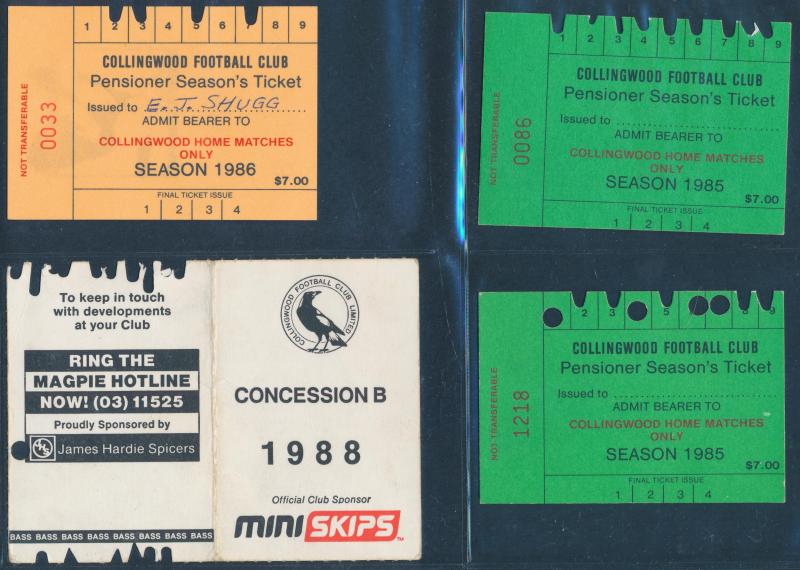 1 2 3 4 5 6 7 8 9
COLLINGWOOD FOOTBALL CLUB
Pensioner Season's Ticket
Issued to E. J. SHUGG
ADMIT BEARER TO
COLLINGWOOD HOME MATCHES
ONLY
SEASON 1986
$7.00
NOT TRANSFERABLE
0033
FINAL TICKET ISSUE
1 2 3 4
1 2 3 4 5 6 7 8 9
COLLINGWOOD FOOTBALL CLUB
Pensioner Season's Ticket
Issued to
ADMIT BEARER TO
COLLINGWOOD HOME MATCHES
ONLY
SEASON 1985
$7.00
NOT TRANSFERABLE
0086
FINAL TICKET ISSUE
1 2 3 4
To keep in touch
with developments
at your Club
RING THE
MAGPIE HOTLINE
NOW! (03) 11525
Proudly Sponsored by
James Hardie Spicers
BASS BASS BASS BASS BASS BASS BASS BASS
COLLINGWOOD FOOTBALL CLUB LIMITED
CONCESSION B
1988
Official Club Sponsor
MINI SKIPS
TM
2 3 5 8 9
COLLINGWOOD FOOTBALL CLUB
Pensioner Season's Ticket
Issued to
ADMIT BEARER TO
COLLINGWOOD HOME MATCHES
ONLY
SEASON 1985
$7.00
NOT TRANSFERABLE
1218
FINAL TICKET ISSUE
1 2 3 4